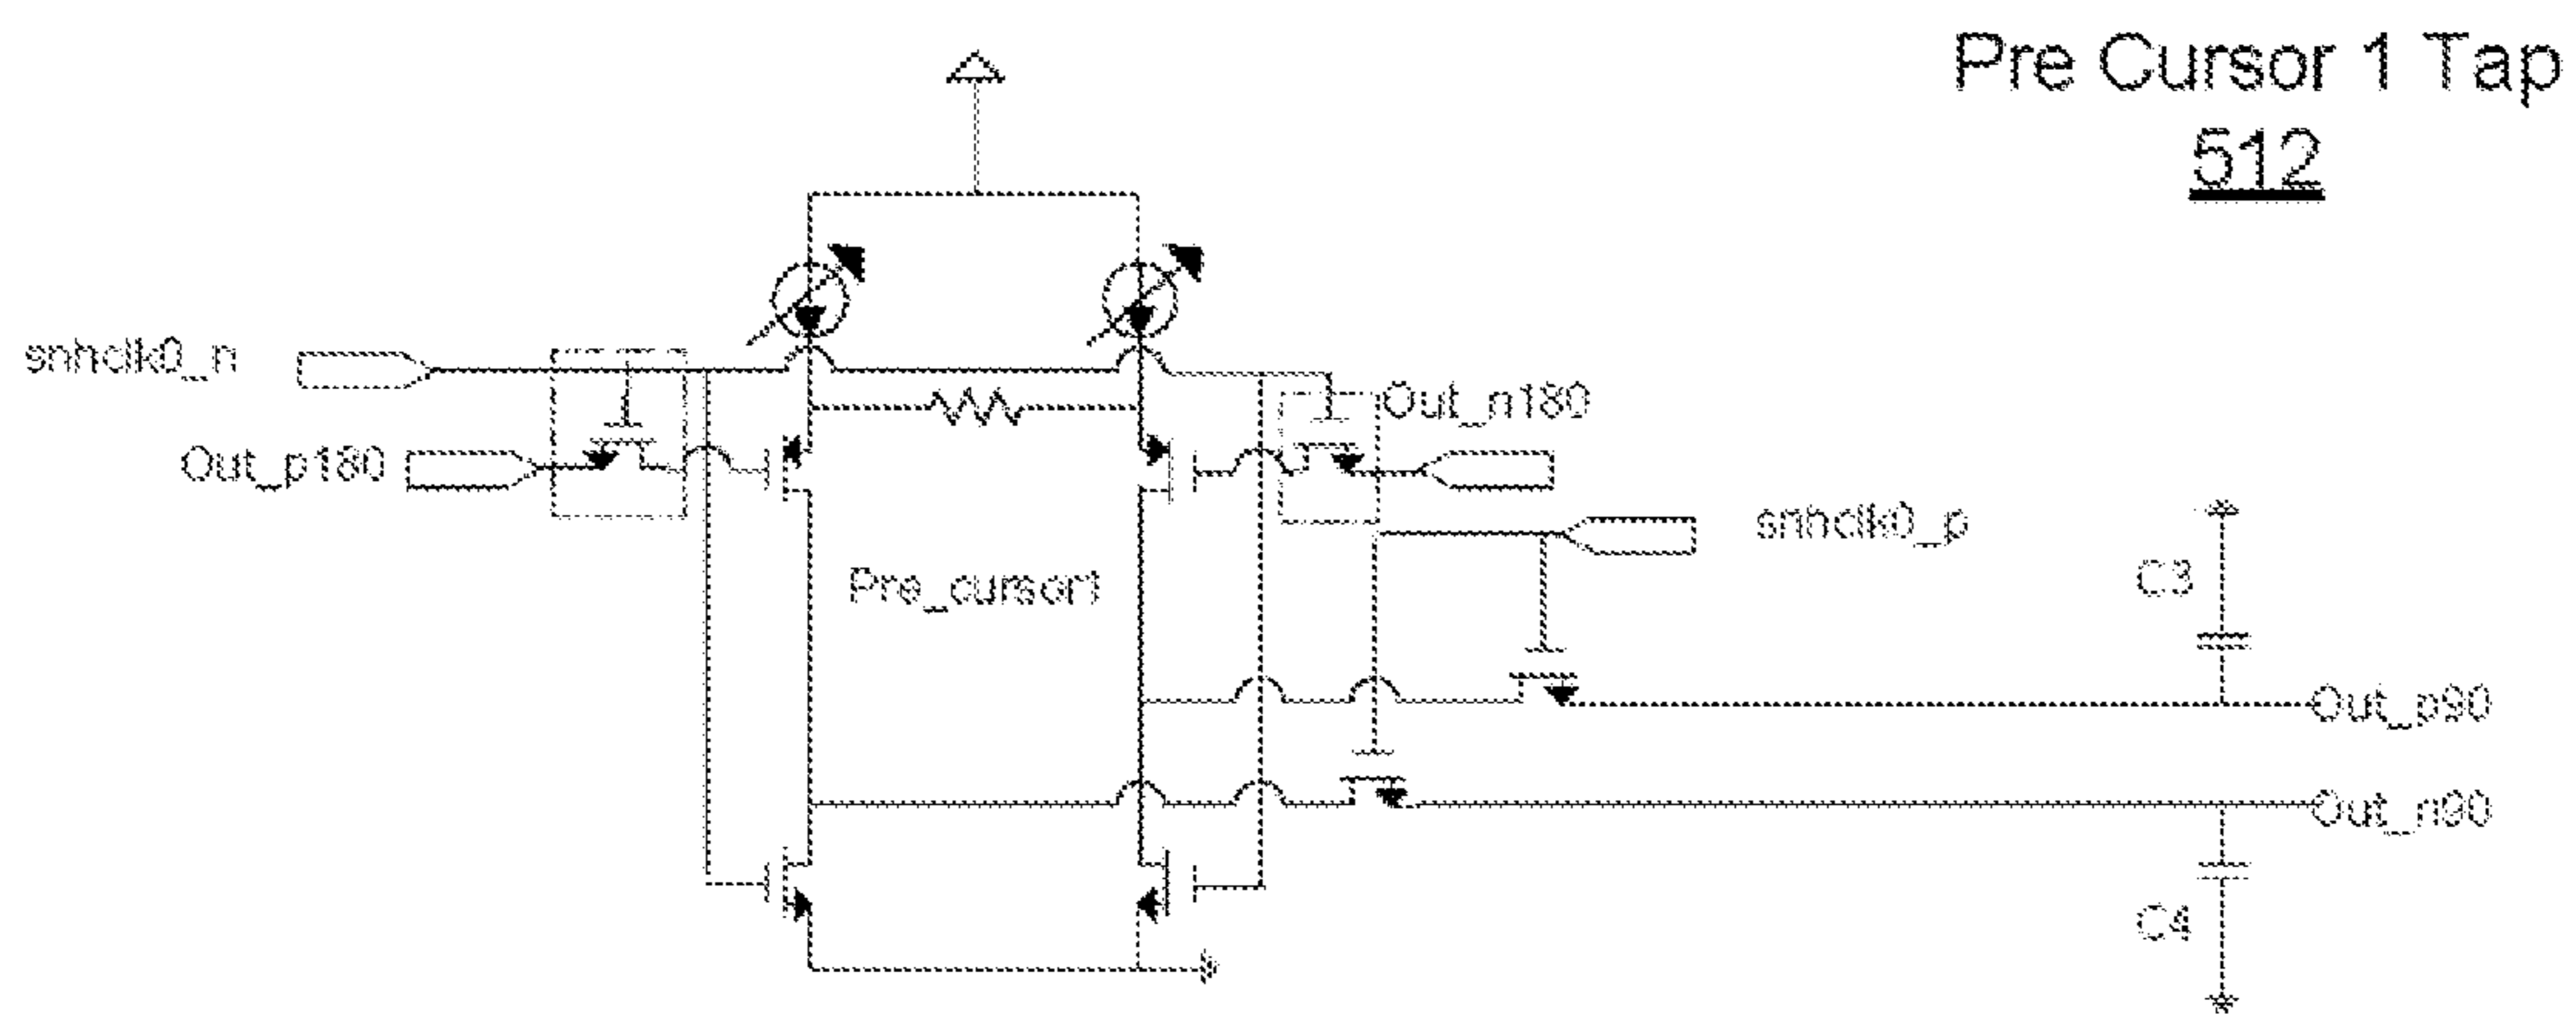 Pre Cursor 1 Tap
512
snhclk0_n
Out_n180
Out_p180
snhclk0_p
C3
Pre_cursor1
Out_p90
Out_n90
C4